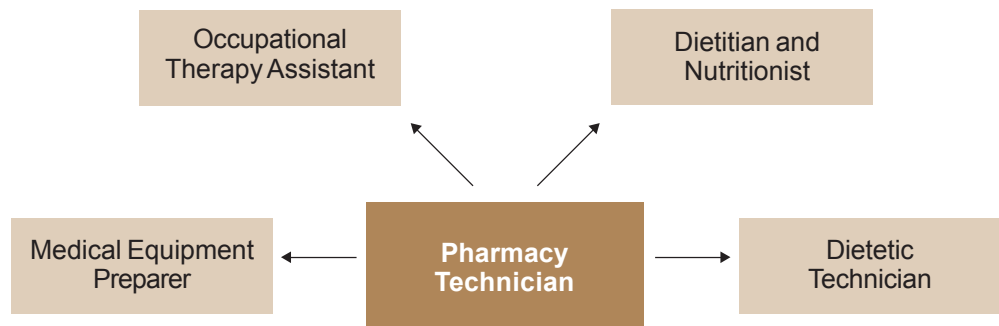 Occupational
Therapy Assistant
Dietitian and
Nutritionist
Medical Equipment
Preparer
Pharmacy
Technician
Dietetic
Technician